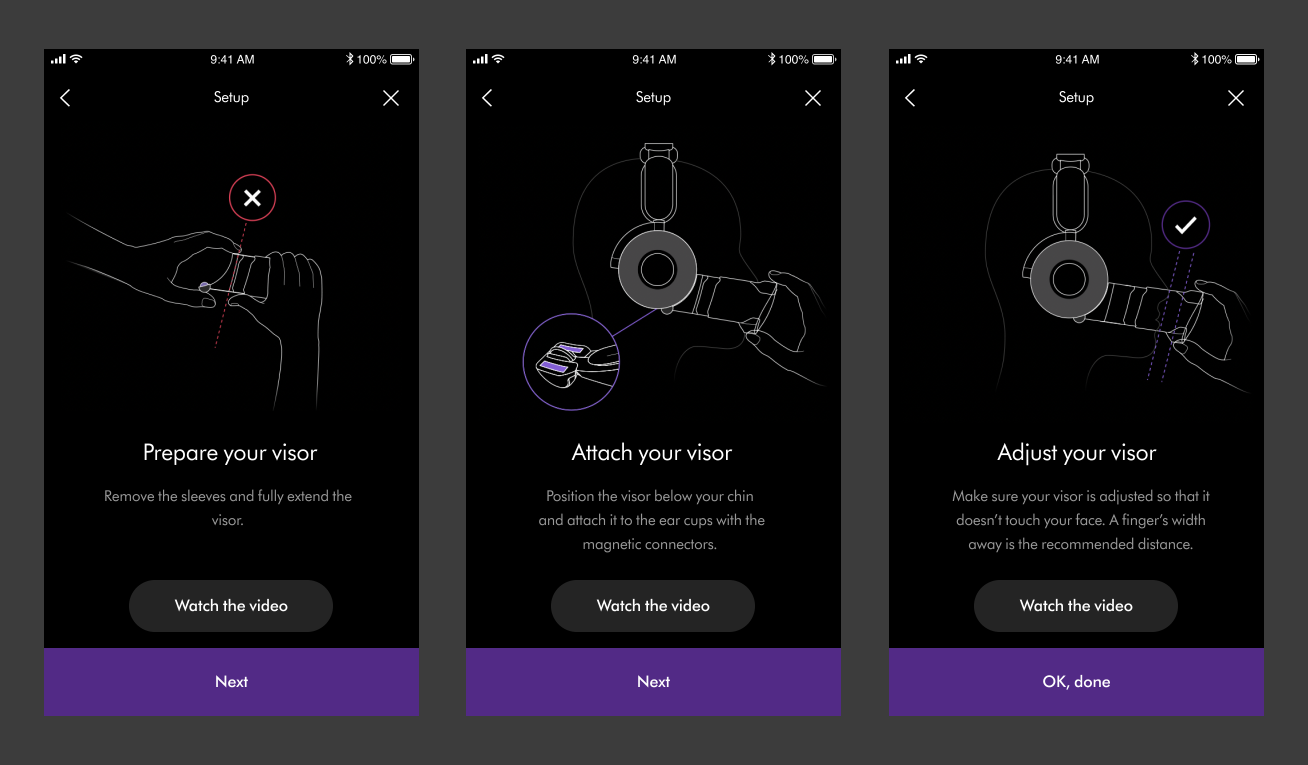 9:41 AM
100%
Setup
Prepare your visor
Remove the sleeves and fully extend the
visor.
Watch the video
Next
9:41 AM
100%
Setup
Attach your visor
Position the visor below your chin
and attach it to the ear cups with the
magnetic connectors.
Watch the video
Next
9:41 AM
100%
Setup
Adjust your visor
Make sure your visor is adjusted so that it
doesn’t touch your face. A finger’s width
away is the recommended distance.
Watch the video
OK, done